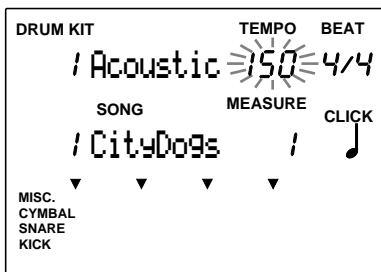 DRUM KIT TEMPO BEAT
1 Acoustic 150 4/4
SONG MEASURE CLICK
1 CityDogs 1
MISC.
CYMBAL
SNARE
KICK